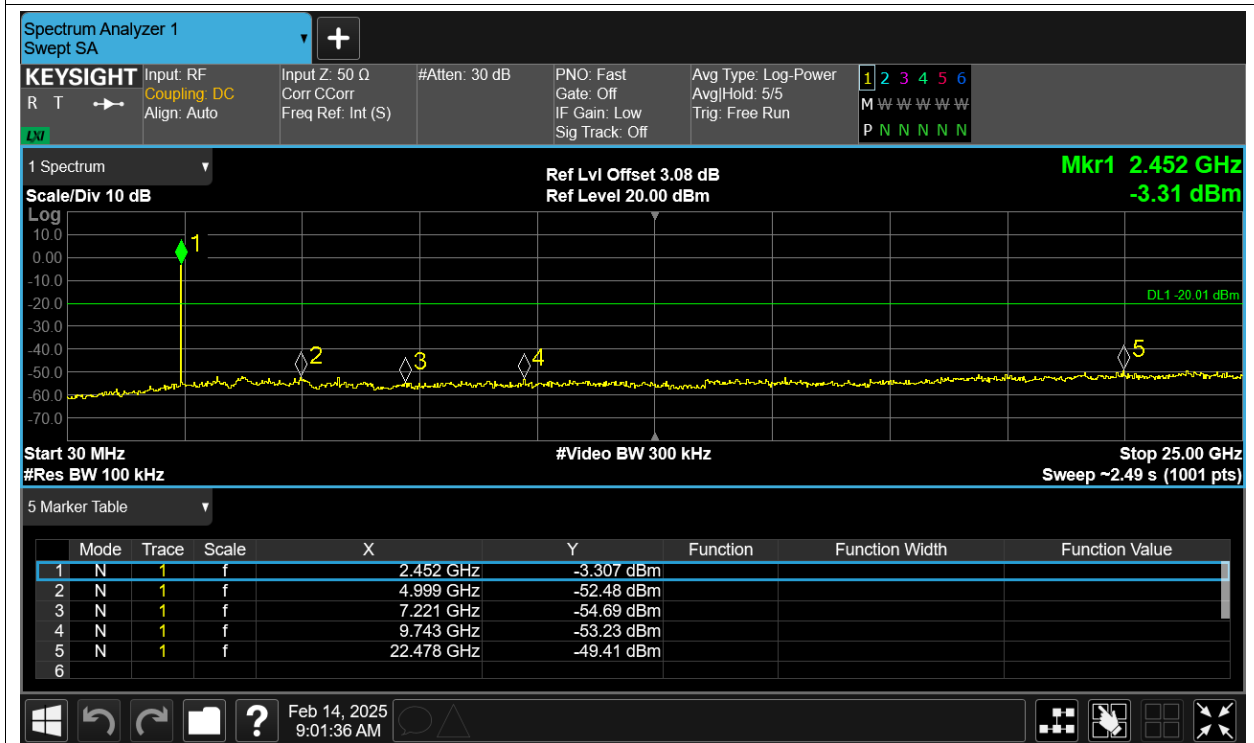 Spectrum Analyzer 1
Swept SA
+
KEYSIGHT
R T
LXI
Input: RF
Coupling: DC
Align: Auto
Input Z: 50 Ω
Corr CCorr
Freq Ref: Int (S)
#Atten: 30 dB
PNO: Fast
Gate: Off
IF Gain: Low
Sig Track: Off
Avg Type: Log-Power
Avg|Hold: 5/5
Trig: Free Run
1 2 3 4 5 6
M W W W W W
P N N N N N
1 Spectrum
Scale/Div 10 dB
Ref Lvl Offset 3.08 dB
Ref Level 20.00 dBm
Mkr1 2.452 GHz
-3.31 dBm
Log
10.0
0.00
-10.0
-20.0
-30.0
-40.0
-50.0
-60.0
-70.0
1
2
3
4
5
DL1 -20.01 dBm
Start 30 MHz
#Res BW 100 kHz
#Video BW 300 kHz
Stop 25.00 GHz
Sweep ~2.49 s (1001 pts)
5 Marker Table
Mode Trace Scale X Y Function Function Width Function Value
1 N 1 f 2.452 GHz -3.307 dBm
2 N 1 f 4.999 GHz -52.48 dBm
3 N 1 f 7.221 GHz -54.69 dBm
4 N 1 f 9.743 GHz -53.23 dBm
5 N 1 f 22.478 GHz -49.41 dBm
6
?
Feb 14, 2025
9:01:36 AM